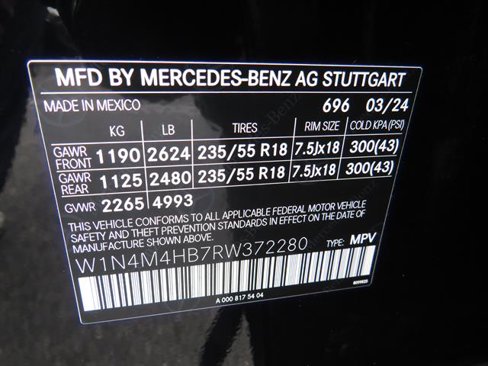 MFD BY MERCEDES-BENZ AG STUTTGART
MADE IN MEXICO 696 03/24
KG LB TIRES RIM SIZE COLD KPA(PSI)
GAWR FRONT 1190 2624 235/55 R18 7.5Jx18 300(43)
GAWR REAR 1125 2480 235/55 R18 7.5Jx18 300(43)
GVWR 2265 4993
THIS VEHICLE CONFORMS TO ALL APPLICABLE FEDERAL MOTOR VEHICLE
SAFETY AND THEFT PREVENTION STANDARDS IN EFFECT ON THE DATE OF
MANUFACTURE SHOWN ABOVE.
W1N4M4HB7RW372280 TYPE: MPV
A 000 817 54 04